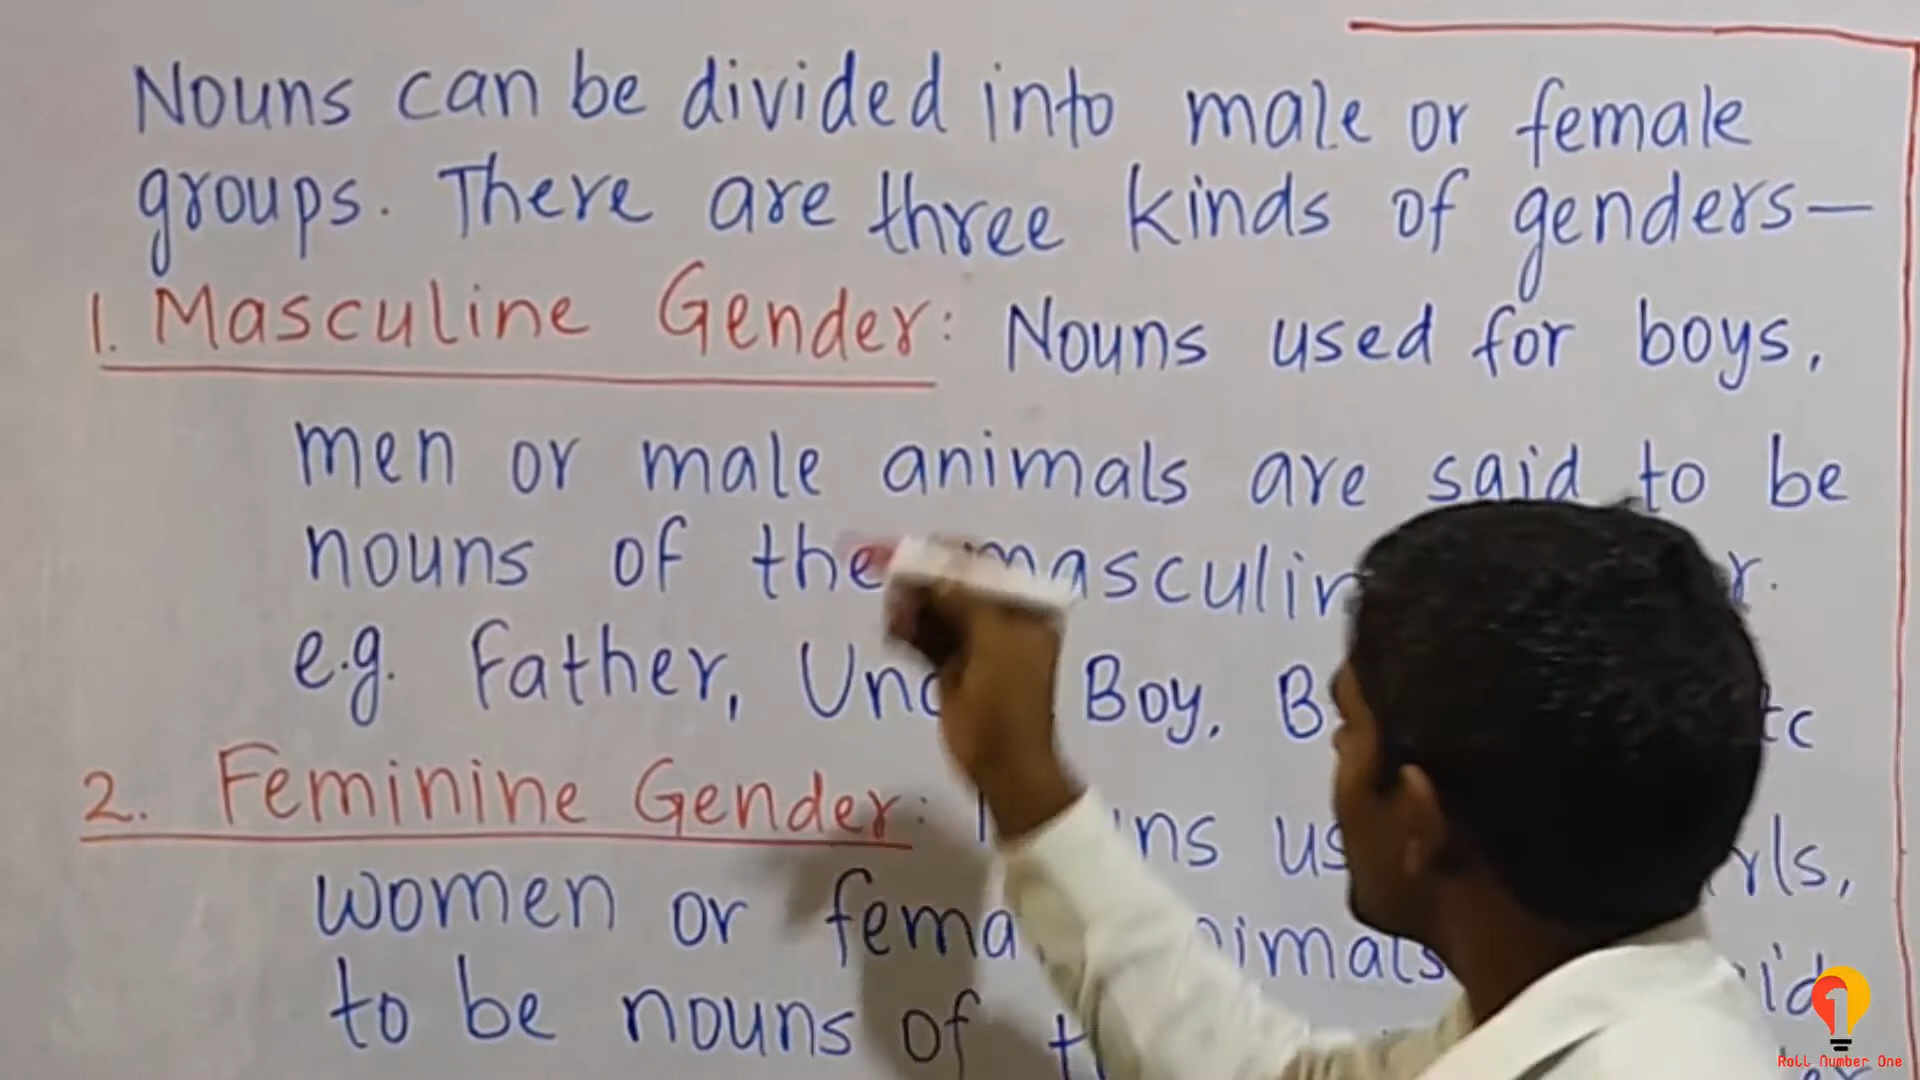 Nouns can be divided into male or female
groups. There are three kinds of genders—
1. Masculine Gender: Nouns used for boys,
men or male animals are said to be
nouns of the
e.g. Father, Boy,
2. Feminine Gender:
women or
to be nouns of
Roll Number One